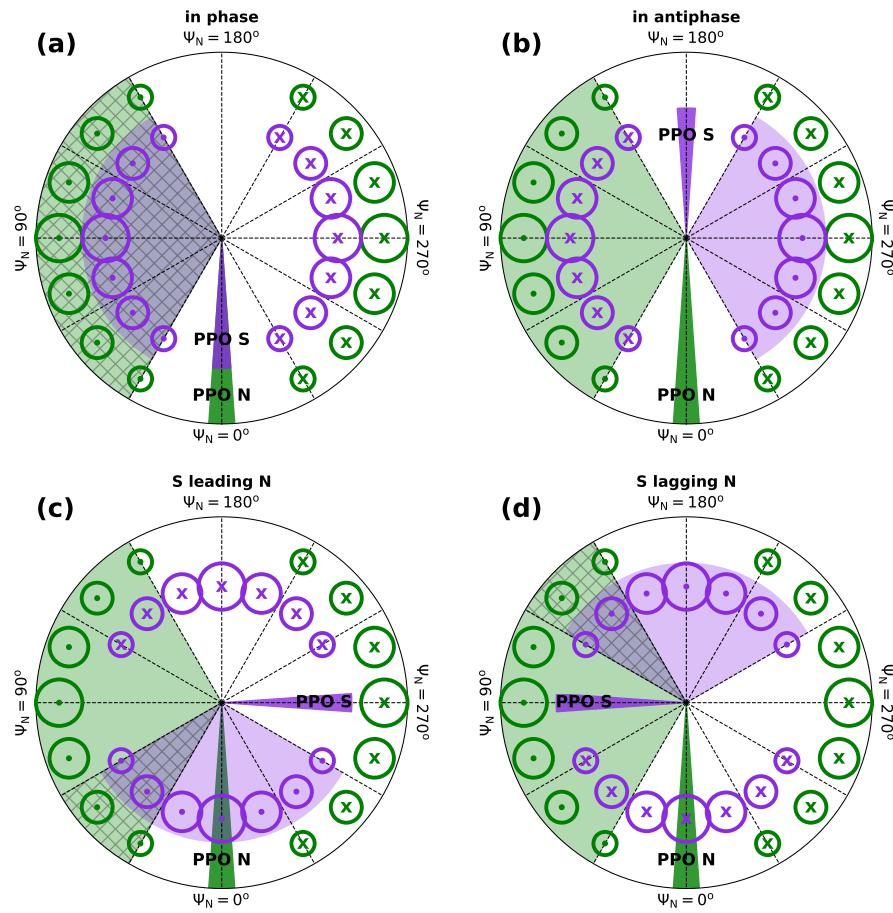 in phase
(a)
Ψ_N = 180°
Ψ_N = 90°
Ψ_N = 270°
PPO S
PPO N
Ψ_N = 0°
in antiphase
(b)
Ψ_N = 180°
PPO S
Ψ_N = 90°
Ψ_N = 270°
PPO N
Ψ_N = 0°
S leading N
(c)
Ψ_N = 180°
Ψ_N = 90°
PPO S
Ψ_N = 270°
PPO N
Ψ_N = 0°
S lagging N
(d)
Ψ_N = 180°
Ψ_N = 90°
PPO S
Ψ_N = 270°
PPO N
Ψ_N = 0°